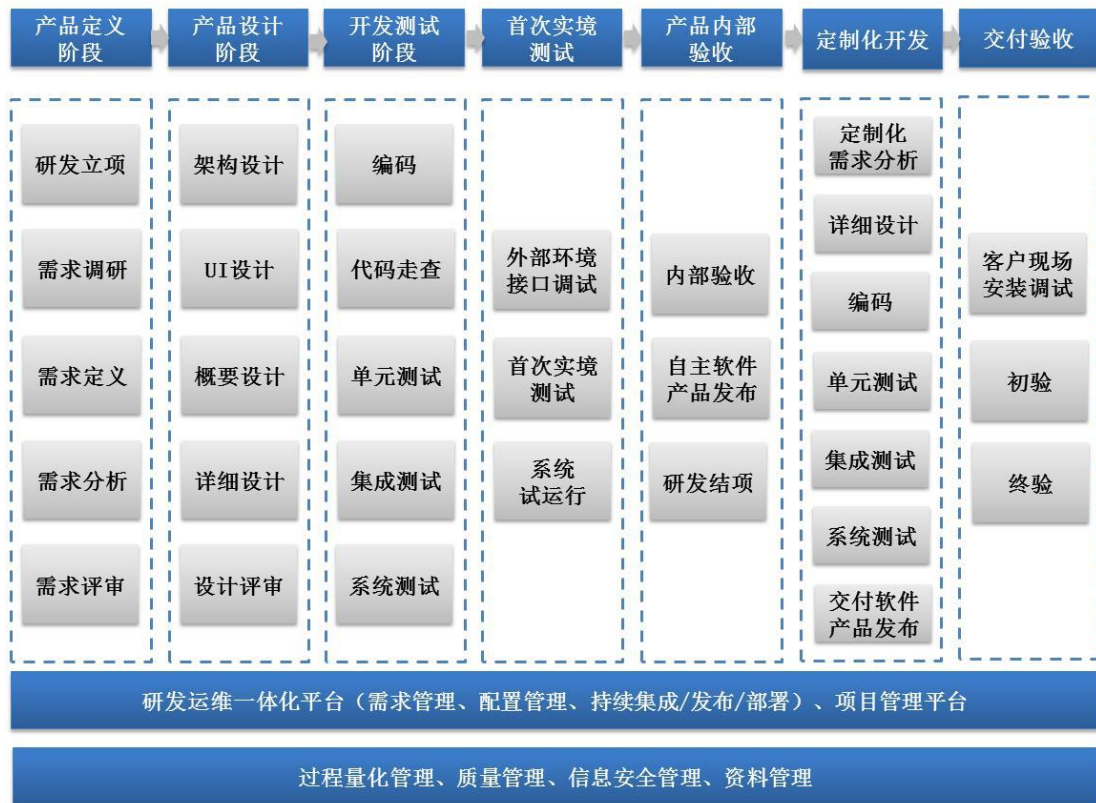 产品定义
阶段
产品设计
阶段
开发测试
阶段
首次实境
测试
产品内部
验收
定制化开发
交付验收
研发立项
需求调研
需求定义
需求分析
需求评审
架构设计
UI设计
概要设计
详细设计
设计评审
编码
代码走查
单元测试
集成测试
系统测试
外部环境
接口调试
首次实境
测试
系统
试运行
内部验收
自主软件
产品发布
研发结项
定制化
需求分析
详细设计
编码
单元测试
集成测试
系统测试
交付软件
产品发布
客户现场
安装调试
初验
终验
研发运维一体化平台（需求管理、配置管理、持续集成/发布/部署）、项目管理平台
过程量化管理、质量管理、信息安全管理、资料管理